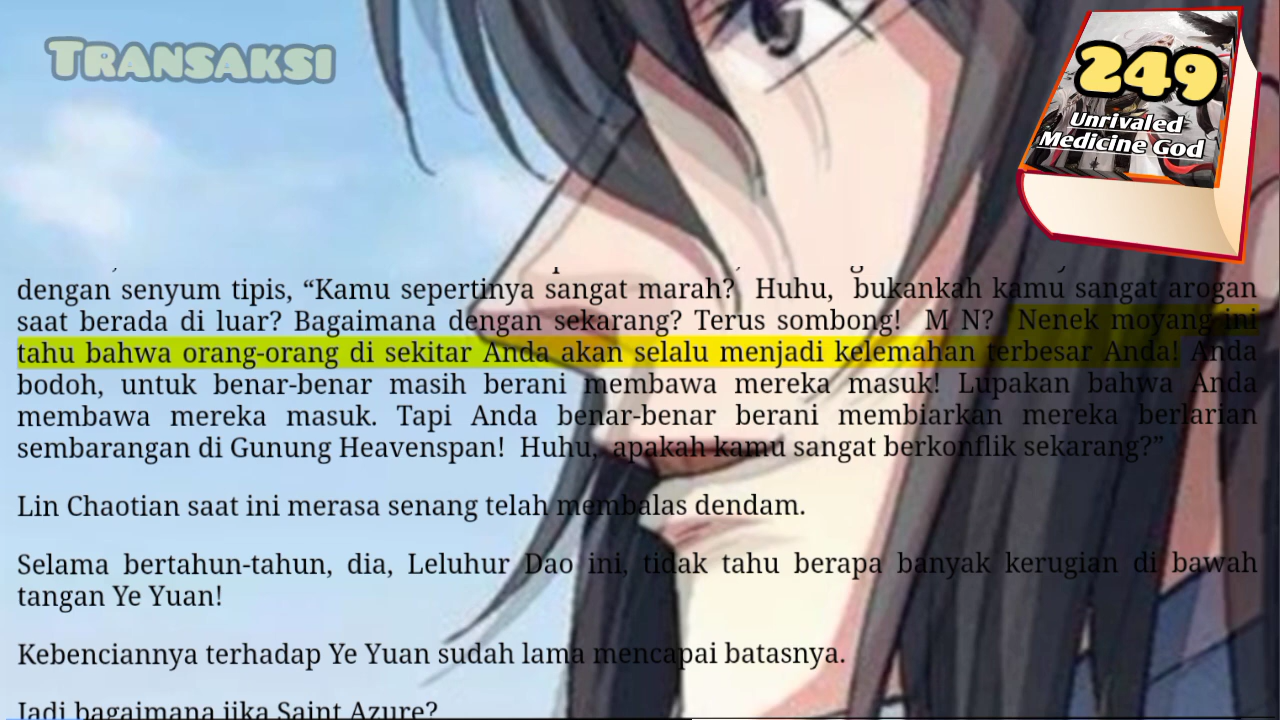 TRANSAKSI
249
Unrivaled
Medicine God
dengan senyum tipis, “Kamu sepertinya sangat marah? Huhu, bukankah kamu sangat arogan
saat berada di luar? Bagaimana dengan sekarang? Terus sombong! M N? Nenek moyang ini
tahu bahwa orang-orang di sekitar Anda akan selalu menjadi kelemahan terbesar Anda! Anda
bodoh, untuk benar-benar masih berani membawa mereka masuk! Lupakan bahwa Anda
membawa mereka masuk. Tapi Anda benar-benar berani membiarkan mereka berlarian
sembarangan di Gunung Heavenspan! Huhu, apakah kamu sangat berkonflik sekarang?”
Lin Chaotian saat ini merasa senang telah membalas dendam.
Selama bertahun-tahun, dia, Leluhur Dao ini, tidak tahu berapa banyak kerugian di bawah
tangan Ye Yuan!
Kebenciannya terhadap Ye Yuan sudah lama mencapai batasnya.
Jadi bagaimana jika Saint Azure?